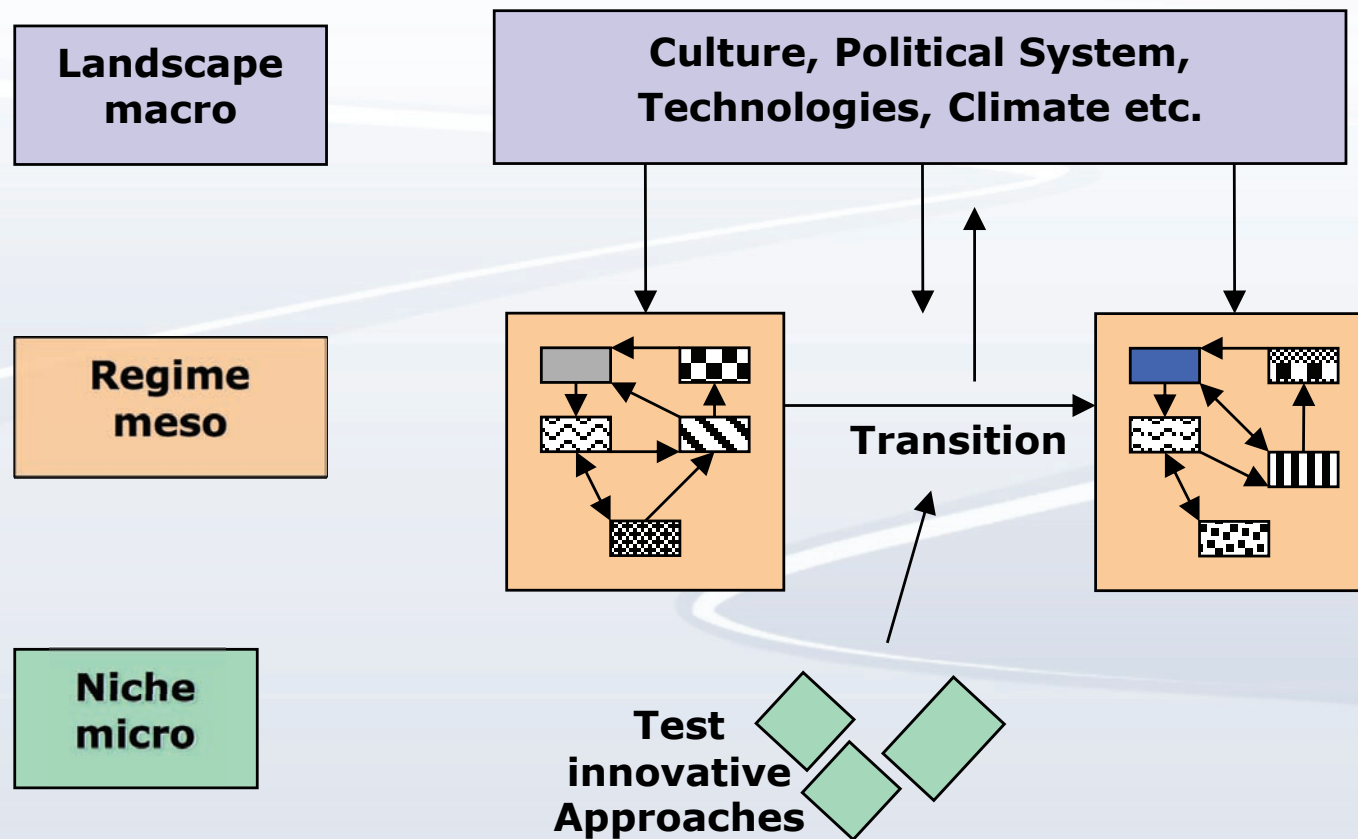 Landscape
macro
Culture, Political System,
Technologies, Climate etc.
Regime
meso
Transition
Niche
micro
Test
innovative
Approaches